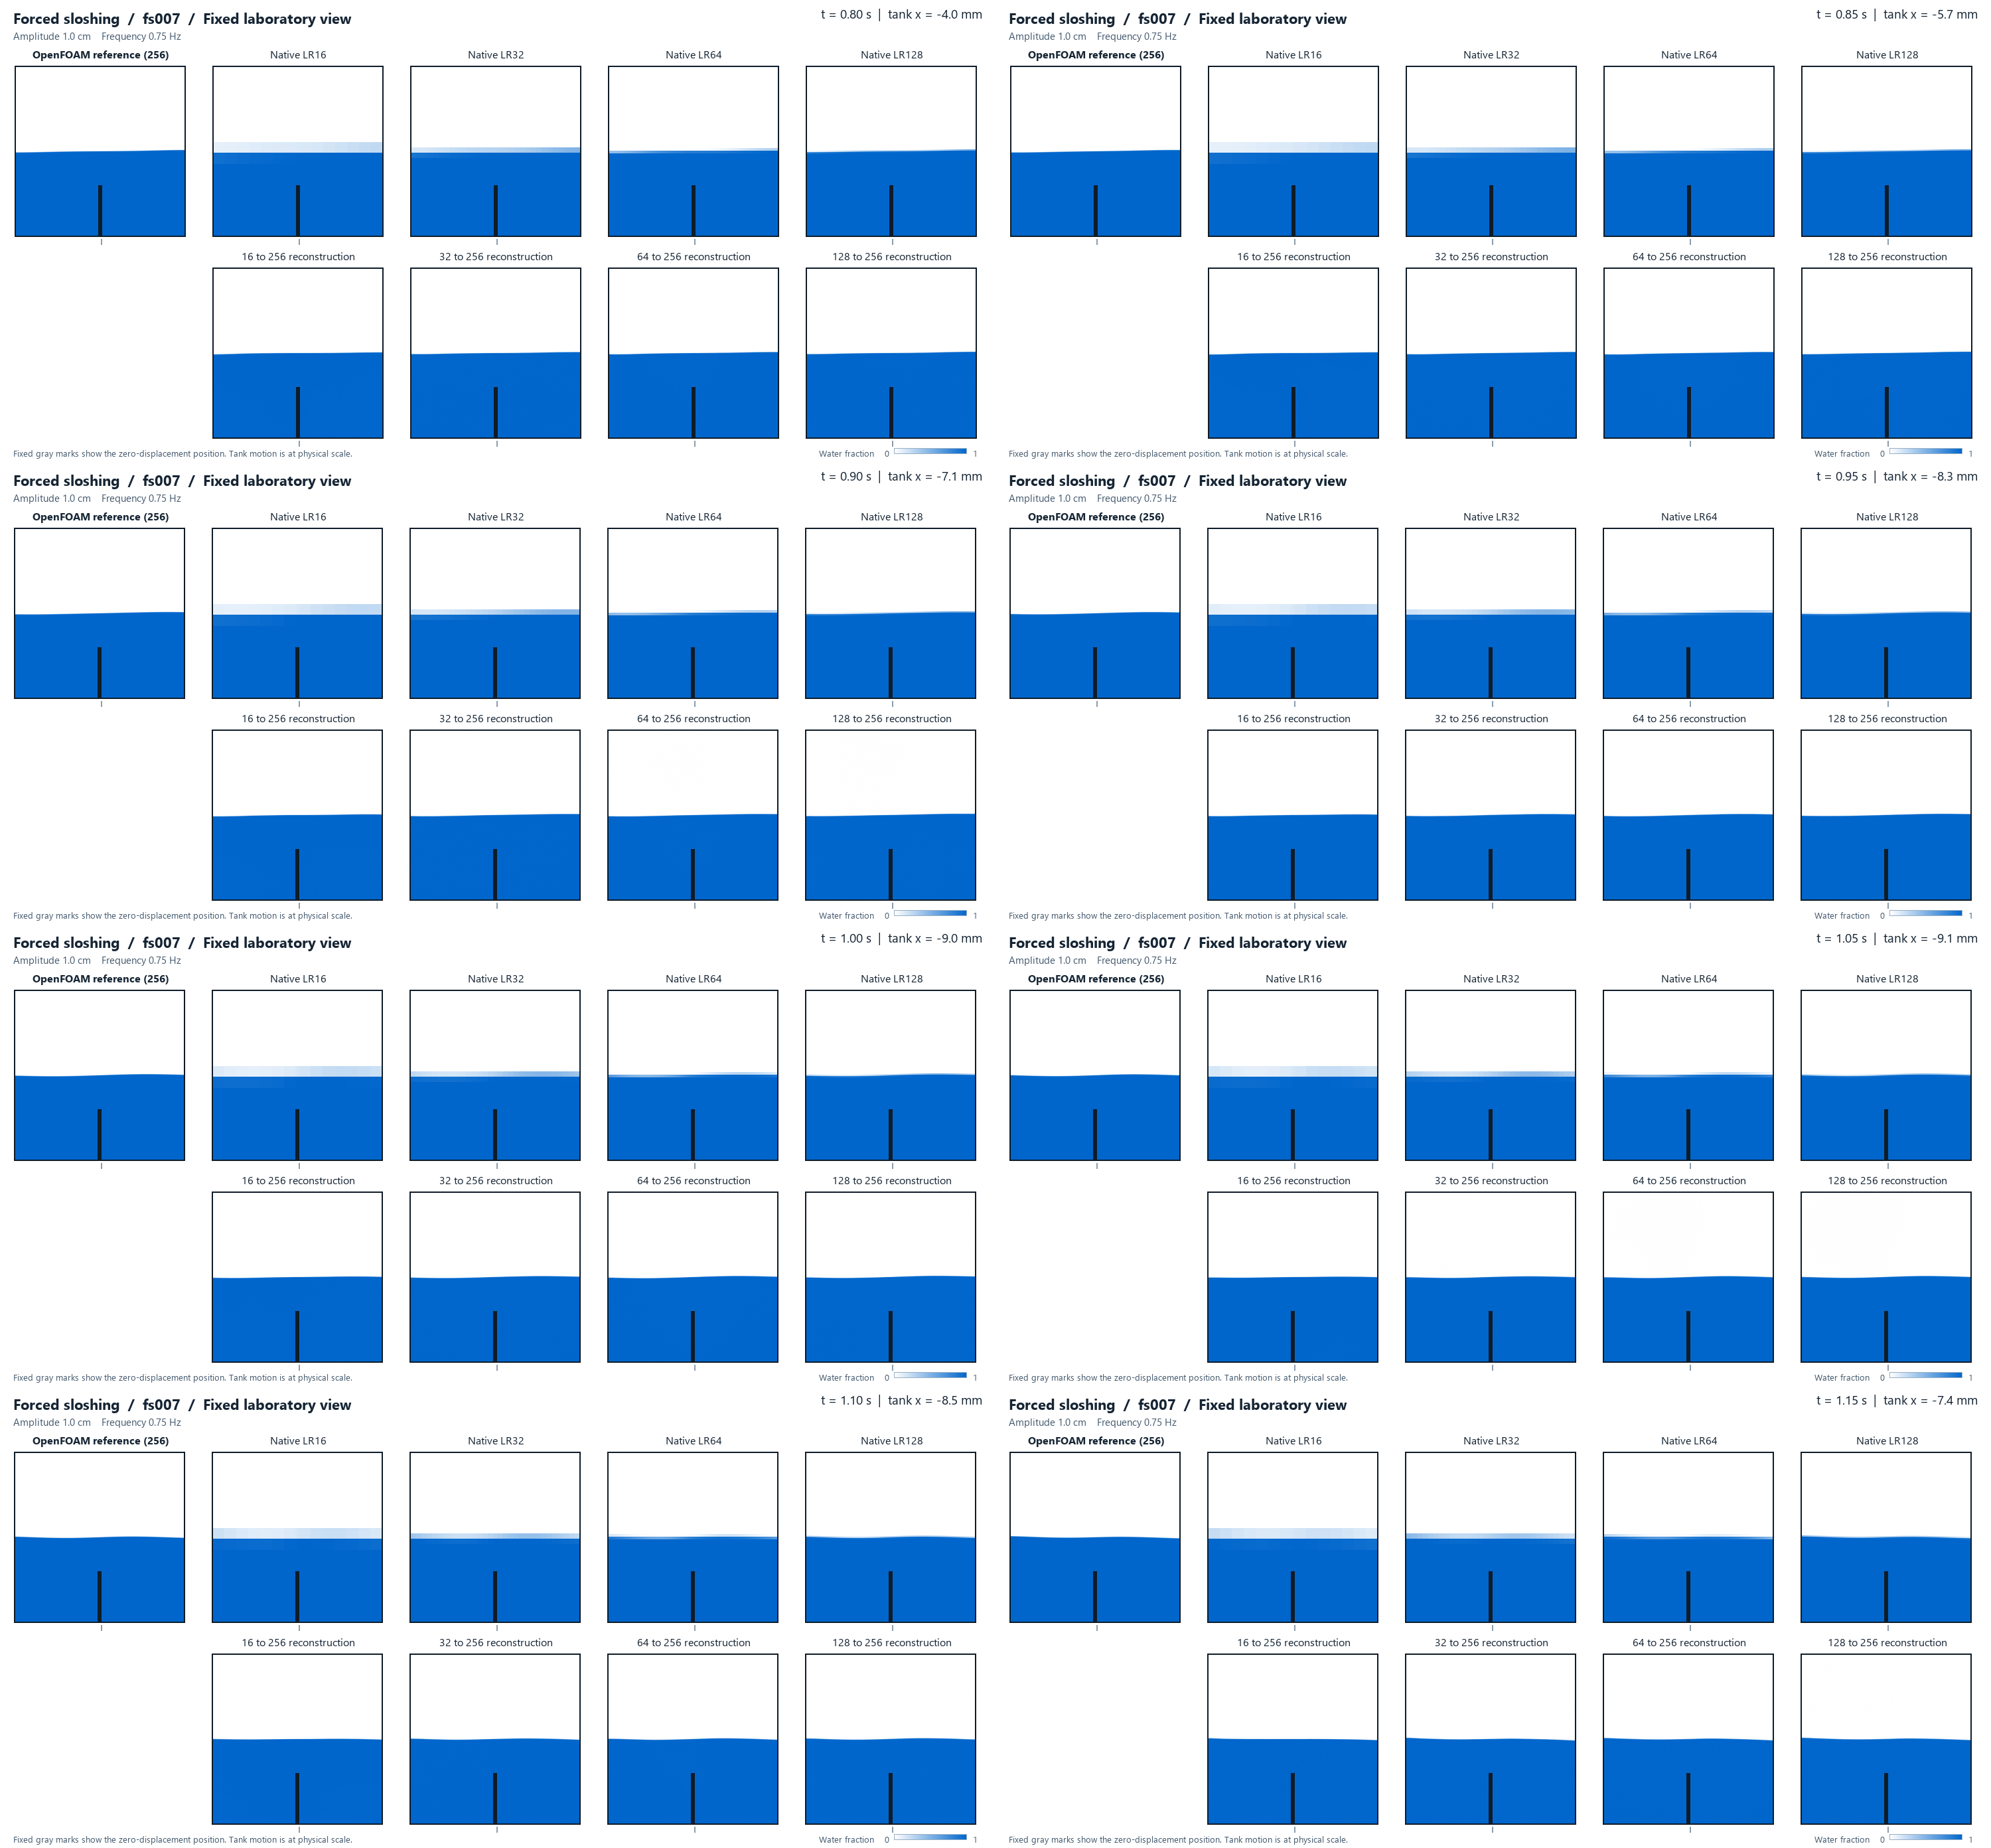 Forced sloshing / fs007 / Fixed laboratory view
t = 0.80 s | tank x = -4.0 mm
Amplitude 1.0 cm Frequency 0.75 Hz
OpenFOAM reference (256)
Native LR16
Native LR32
Native LR64
Native LR128
16 to 256 reconstruction
32 to 256 reconstruction
64 to 256 reconstruction
128 to 256 reconstruction
Fixed gray marks show the zero-displacement position. Tank motion is at physical scale.
Water fraction 0 1
Forced sloshing / fs007 / Fixed laboratory view
t = 0.85 s | tank x = -5.7 mm
Amplitude 1.0 cm Frequency 0.75 Hz
OpenFOAM reference (256)
Native LR16
Native LR32
Native LR64
Native LR128
16 to 256 reconstruction
32 to 256 reconstruction
64 to 256 reconstruction
128 to 256 reconstruction
Fixed gray marks show the zero-displacement position. Tank motion is at physical scale.
Water fraction 0 1
Forced sloshing / fs007 / Fixed laboratory view
t = 0.90 s | tank x = -7.1 mm
Amplitude 1.0 cm Frequency 0.75 Hz
OpenFOAM reference (256)
Native LR16
Native LR32
Native LR64
Native LR128
16 to 256 reconstruction
32 to 256 reconstruction
64 to 256 reconstruction
128 to 256 reconstruction
Fixed gray marks show the zero-displacement position. Tank motion is at physical scale.
Water fraction 0 1
Forced sloshing / fs007 / Fixed laboratory view
t = 0.95 s | tank x = -8.3 mm
Amplitude 1.0 cm Frequency 0.75 Hz
OpenFOAM reference (256)
Native LR16
Native LR32
Native LR64
Native LR128
16 to 256 reconstruction
32 to 256 reconstruction
64 to 256 reconstruction
128 to 256 reconstruction
Fixed gray marks show the zero-displacement position. Tank motion is at physical scale.
Water fraction 0 1
Forced sloshing / fs007 / Fixed laboratory view
t = 1.00 s | tank x = -9.0 mm
Amplitude 1.0 cm Frequency 0.75 Hz
OpenFOAM reference (256)
Native LR16
Native LR32
Native LR64
Native LR128
16 to 256 reconstruction
32 to 256 reconstruction
64 to 256 reconstruction
128 to 256 reconstruction
Fixed gray marks show the zero-displacement position. Tank motion is at physical scale.
Water fraction 0 1
Forced sloshing / fs007 / Fixed laboratory view
t = 1.05 s | tank x = -9.1 mm
Amplitude 1.0 cm Frequency 0.75 Hz
OpenFOAM reference (256)
Native LR16
Native LR32
Native LR64
Native LR128
16 to 256 reconstruction
32 to 256 reconstruction
64 to 256 reconstruction
128 to 256 reconstruction
Fixed gray marks show the zero-displacement position. Tank motion is at physical scale.
Water fraction 0 1
Forced sloshing / fs007 / Fixed laboratory view
t = 1.10 s | tank x = -8.5 mm
Amplitude 1.0 cm Frequency 0.75 Hz
OpenFOAM reference (256)
Native LR16
Native LR32
Native LR64
Native LR128
16 to 256 reconstruction
32 to 256 reconstruction
64 to 256 reconstruction
128 to 256 reconstruction
Fixed gray marks show the zero-displacement position. Tank motion is at physical scale.
Water fraction 0 1
Forced sloshing / fs007 / Fixed laboratory view
t = 1.15 s | tank x = -7.4 mm
Amplitude 1.0 cm Frequency 0.75 Hz
OpenFOAM reference (256)
Native LR16
Native LR32
Native LR64
Native LR128
16 to 256 reconstruction
32 to 256 reconstruction
64 to 256 reconstruction
128 to 256 reconstruction
Fixed gray marks show the zero-displacement position. Tank motion is at physical scale.
Water fraction 0 1